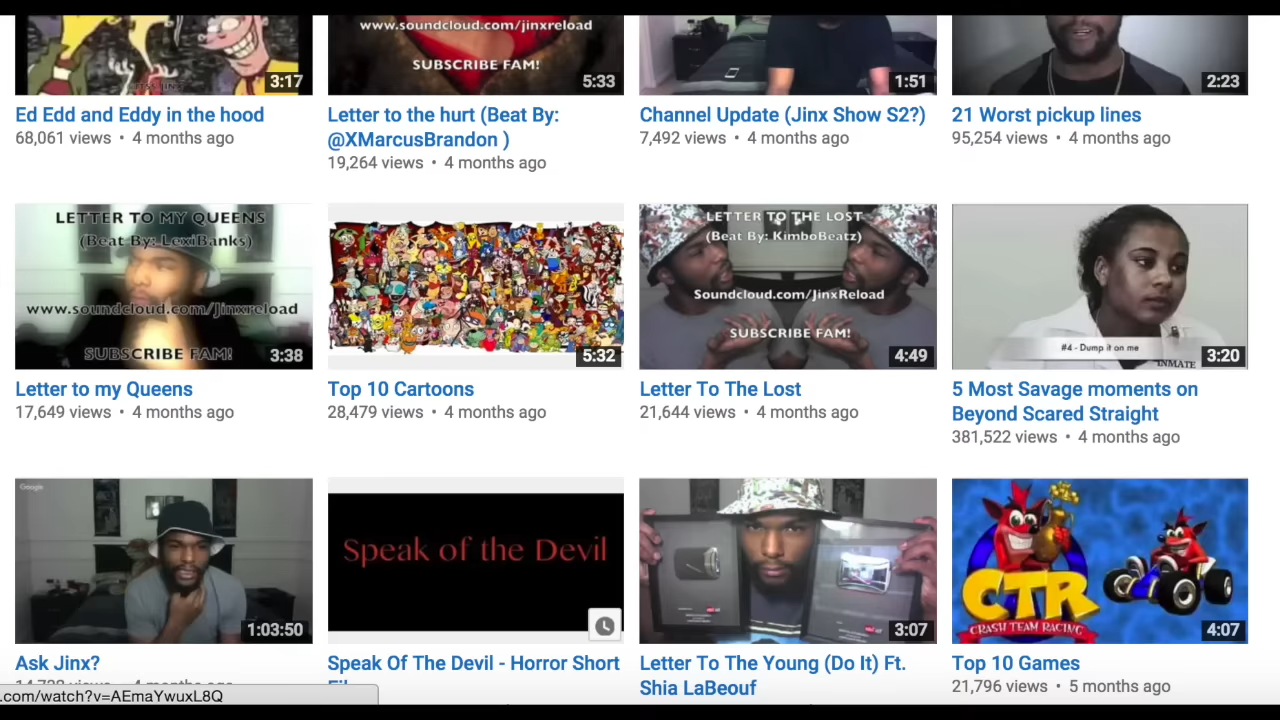 www.soundcloud.com/jinxreload
SUBSCRIBE FAM!
3:17
5:33
1:51
2:23
Ed Edd and Eddy in the hood
68,061 views • 4 months ago
Letter to the hurt (Beat By:
@XMarcusBrandon )
19,264 views • 4 months ago
Channel Update (Jinx Show S2?)
7,492 views • 4 months ago
21 Worst pickup lines
95,254 views • 4 months ago
LETTER TO MY QUEENS
(Beat By: LexiBanks)
www.soundcloud.com/Jinxreload
SUBSCRIBE FAM!
3:38
5:32
LETTER TO THE LOST
(Beat By: KimboBeatz)
Soundcloud.com/JinxReload
SUBSCRIBE FAM!
4:49
#4 - Dump it on me
INMATE
3:20
Letter to my Queens
17,649 views • 4 months ago
Top 10 Cartoons
28,479 views • 4 months ago
Letter To The Lost
21,644 views • 4 months ago
5 Most Savage moments on
Beyond Scared Straight
381,522 views • 4 months ago
Google
1:03:50
Speak of the Devil
3:07
CTR
CRASH TEAM RACING
4:07
Ask Jinx?
Speak Of The Devil - Horror Short
Letter To The Young (Do It) Ft.
Shia LaBeouf
Top 10 Games
21,796 views • 5 months ago
.com/watch?v=AEmaYwuxL8Q